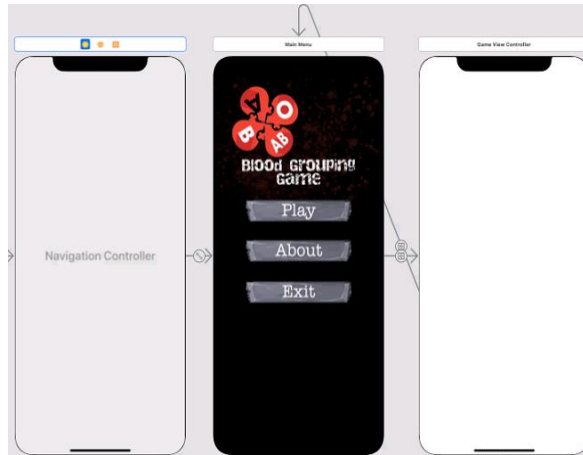 Main Menu
Game View Controller
A
O
B
AB
Blood Grouping
Game
Play
About
Exit
Navigation Controller